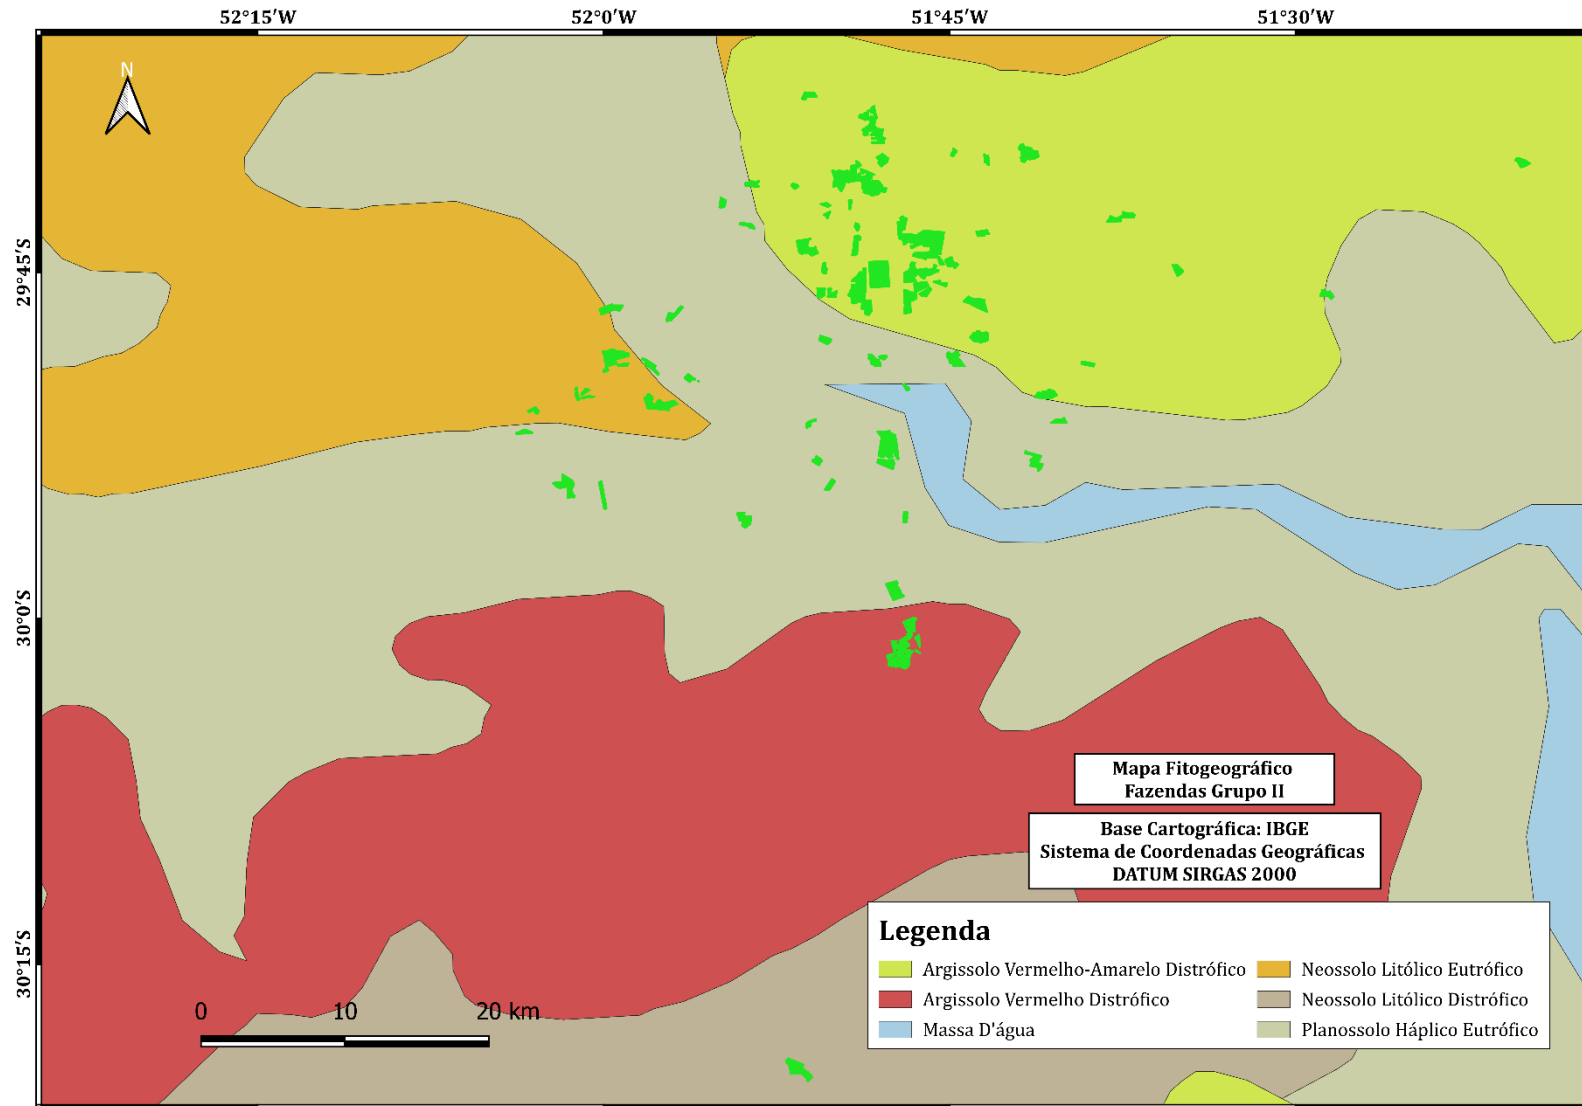 52°15'W 52°0'W 51°45'W 51°30'W
N
29°45'S
30°0'S
30°15'S
Mapa Fitogeográfico
Fazendas Grupo II
Base Cartográfica: IBGE
Sistema de Coordenadas Geográficas
DATUM SIRGAS 2000
Legenda
Argissolo Vermelho-Amarelo Distrófico
Argissolo Vermelho Distrófico
Massa D'água
Neossolo Litólico Eutrófico
Neossolo Litólico Distrófico
Planossolo Háplico Eutrófico
0 10 20 km